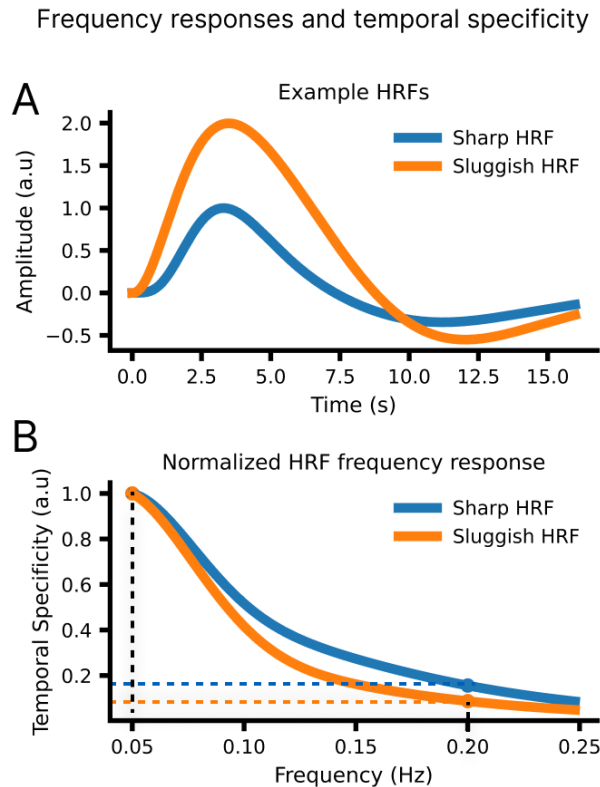 Frequency responses and temporal specificity
A
Example HRFs
Amplitude (a.u)
2.0
1.5
1.0
0.5
0.0
−0.5
Sharp HRF
Sluggish HRF
0.0 2.5 5.0 7.5 10.0 12.5 15.0
Time (s)
B
Normalized HRF frequency response
Temporal Specificity (a.u)
1.0
0.8
0.6
0.4
0.2
Sharp HRF
Sluggish HRF
0.05 0.10 0.15 0.20 0.25
Frequency (Hz)